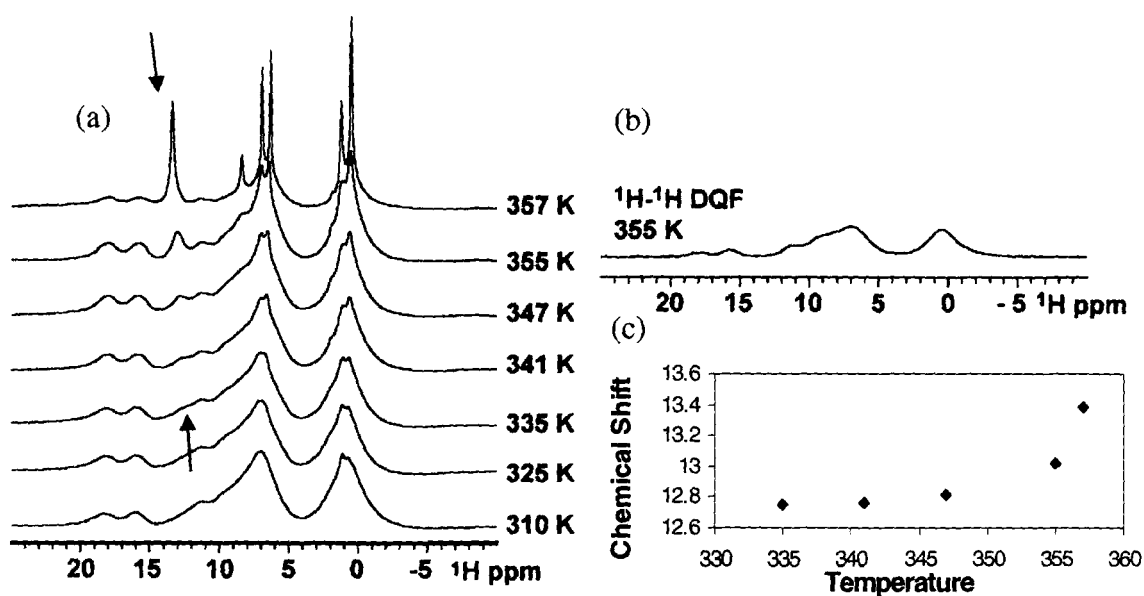 (a)
357 K
355 K
347 K
341 K
335 K
325 K
310 K
20 15 10 5 0 -5 ¹H ppm
(b)
¹H-¹H DQF
355 K
20 15 10 5 0 - 5 ¹H ppm
(c)
Chemical Shift
13.6
13.4
13.2
13
12.8
12.6
330 335 340 345 350 355 360
Temperature